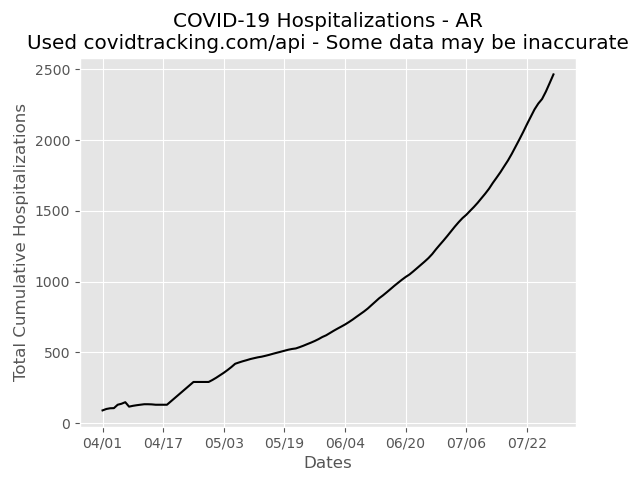 COVID-19 Hospitalizations - AR
Used covidtracking.com/api - Some data may be inaccurate
Total Cumulative Hospitalizations
2500
2000
1500
1000
500
0
04/01 04/17 05/03 05/19 06/04 06/20 07/06 07/22
Dates